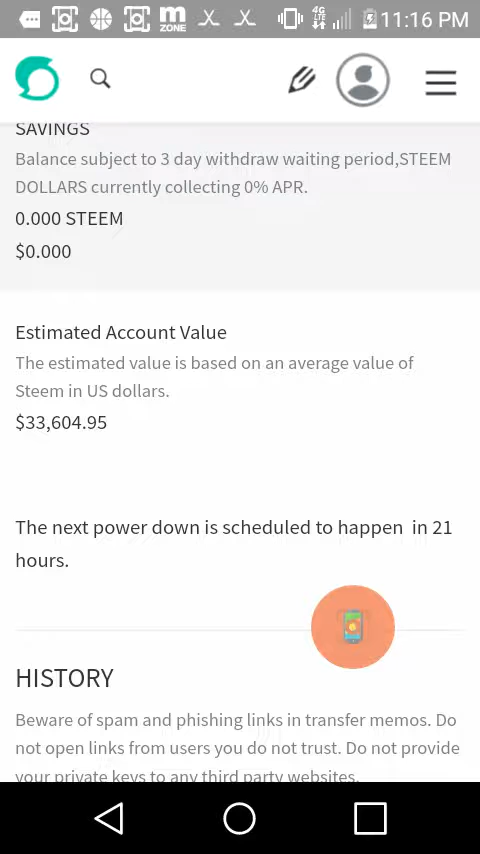 4G
LTE
m
ZONE
11:16 PM
SAVINGS
Balance subject to 3 day withdraw waiting period,STEEM
DOLLARS currently collecting 0% APR.
0.000 STEEM
$0.000
Estimated Account Value
The estimated value is based on an average value of
Steem in US dollars.
$33,604.95
The next power down is scheduled to happen  in 21
hours.
HISTORY
Beware of spam and phishing links in transfer memos. Do
not open links from users you do not trust. Do not provide
your private keys to any third party websites.